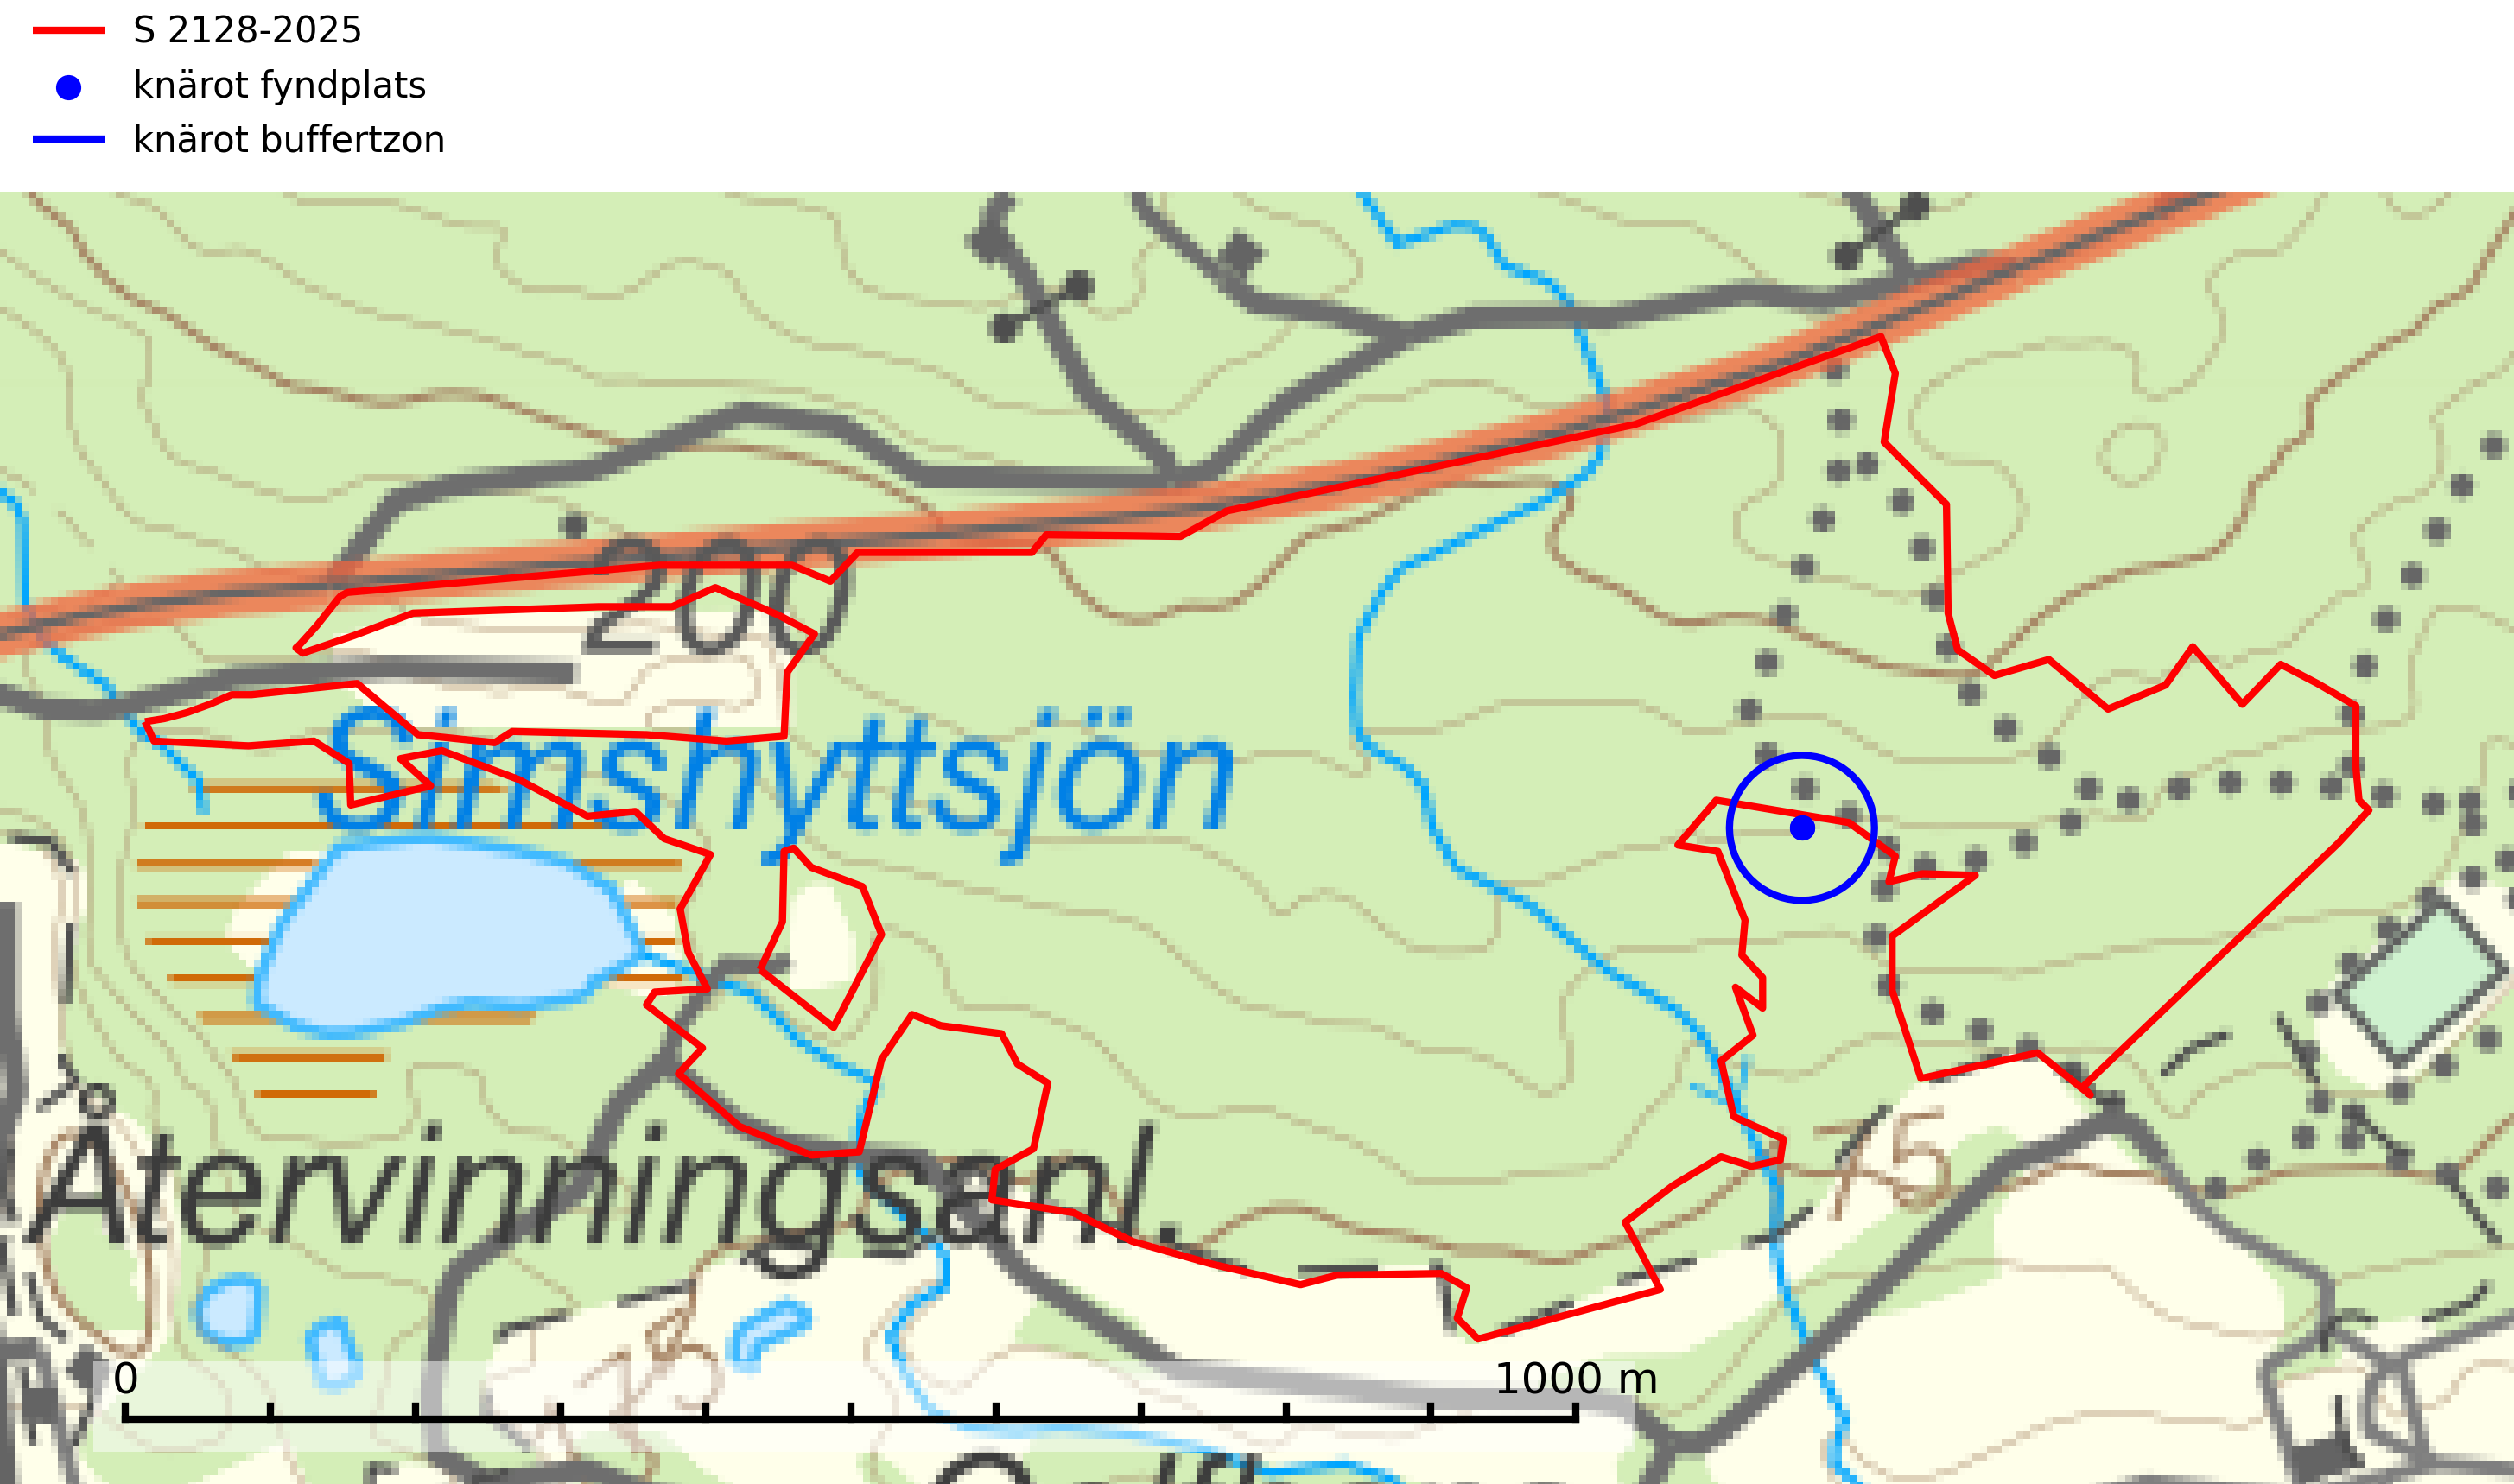 S 2128-2025
knärot fyndplats
knärot buffertzon
200
Simshyttsjön
Återvinningsanl.
75
0
1000 m